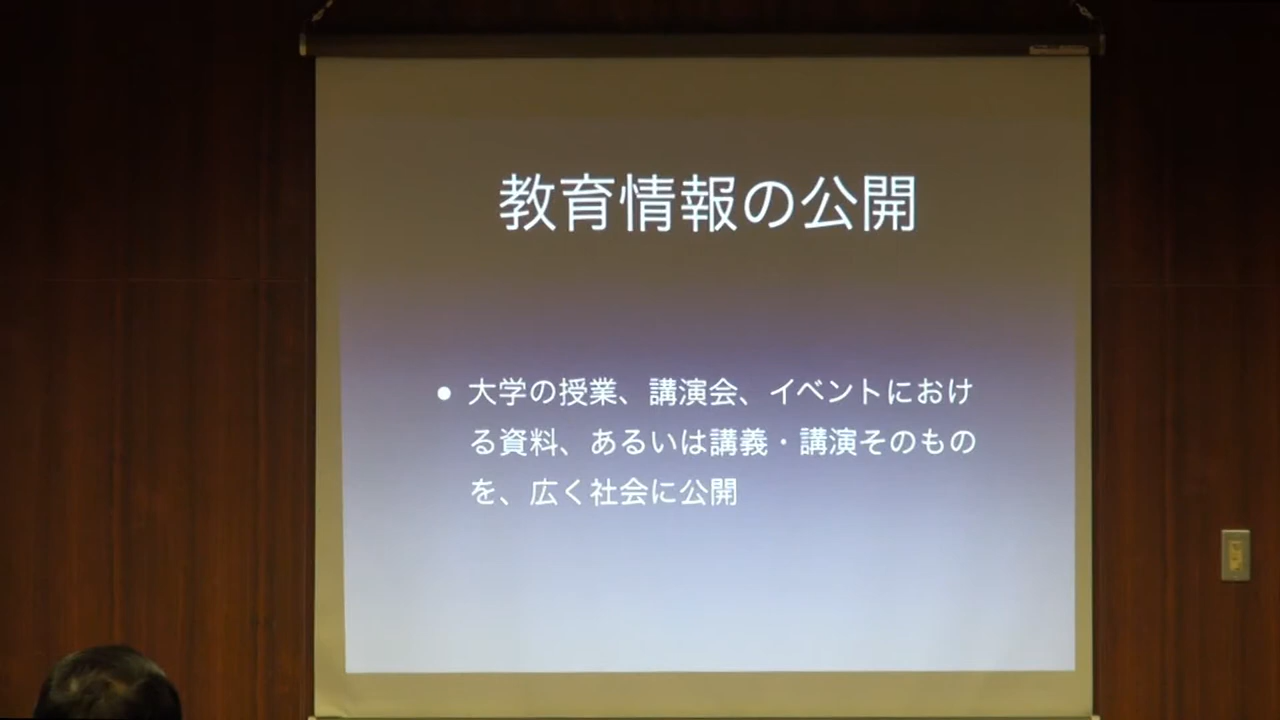 教育情報の公開
● 大学の授業、講演会、イベントにおけ
る資料、あるいは講義・講演そのもの
を、広く社会に公開